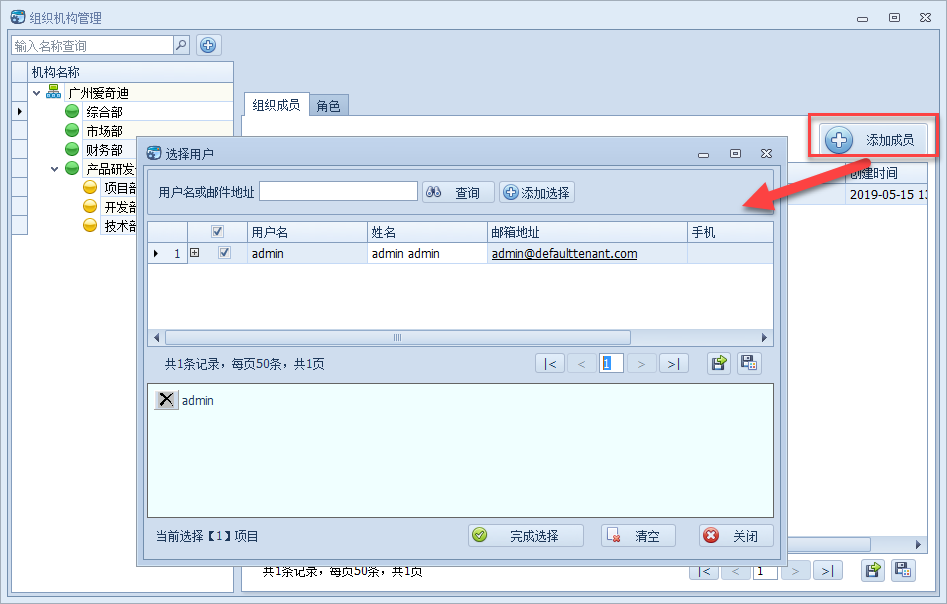 组织机构管理
输入名称查询
机构名称
广州爱奇迪
综合部
市场部
财务部
产品研发
项目部
开发部
技术部
组织成员 角色
添加成员
创建时间
2019-05-15 13
选择用户
用户名或邮件地址 查询 添加选择
用户名 姓名 邮箱地址 手机
1 admin admin admin admin@defaulttenant.com
共1条记录，每页50条，共1页 |< < 1 > >|
admin
当前选择【1】项目 完成选择 清空 关闭
共1条记录，每页50条，共1页 |< < 1 > >|